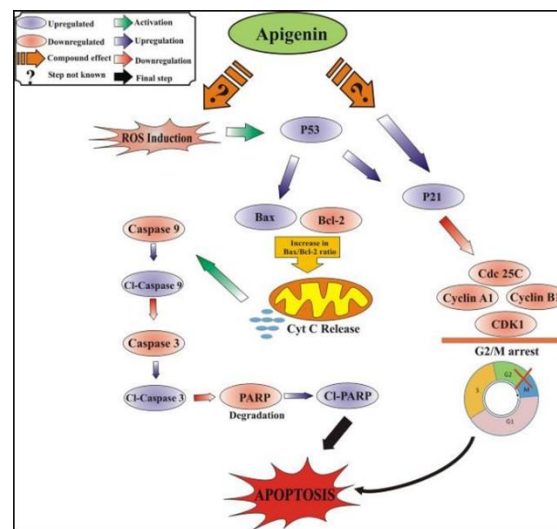 Upregulated
Activation
Downregulated
Upregulation
Compound effect
Downregulation
? Step not known
Final step
Apigenin
?
?
ROS Induction
P53
P21
Bax
Bcl-2
Caspase 9
Increase in
Bax/Bcl-2 ratio
Cdc 25C
Cl-Caspase 9
Cyclin A1
Cyclin B1
Cyt C Release
CDK1
Caspase 3
G2/M arrest
Cl-Caspase 3
PARP
Cl-PARP
Degradation
G2
M
S
G1
APOPTOSIS